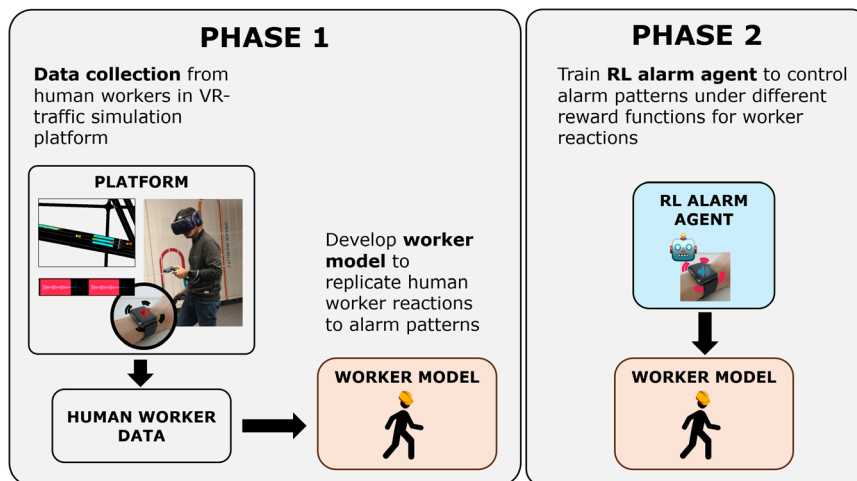 PHASE 1
Data collection from
human workers in VR-
traffic simulation
platform
PLATFORM
HUMAN WORKER
DATA
Develop worker
model to
replicate human
worker reactions
to alarm patterns
WORKER MODEL
PHASE 2
Train RL alarm agent to control
alarm patterns under different
reward functions for worker
reactions
RL ALARM
AGENT
WORKER MODEL